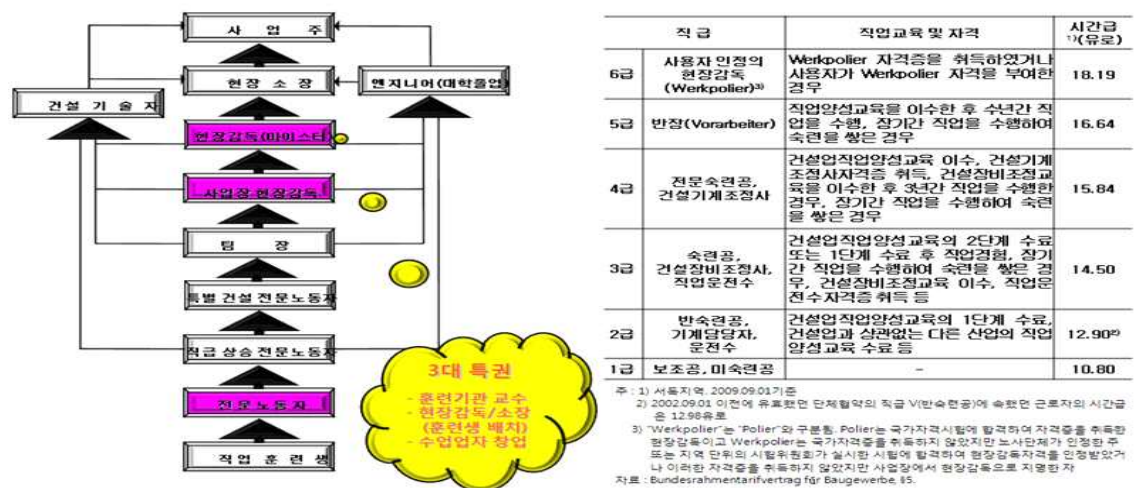 사 업 주
현 장 소 장
엔지니어(대학졸업)
건 설 기 술 자
현장감독(마이스터)
사업장 현장감독
팀 장
특별 건설 전문노동자
직급 상승 전문노동자
전문노동자
직 업 훈 련 생
3대 특권
- 훈련기관 교수
- 현장감독/소장
(훈련생 배치)
- 수업업자 창업
직 급
직업교육 및 자격
시간급
1)(유로)
6급
사용자 인정의
현장감독
(Werkpolier)3)
Werkpolier 자격증을 취득하였거나
사용자가 Werkpolier 자격을 부여한
경우
18.19
5급
반장(Vorarbeiter)
직업양성교육을 이수한 후 수년간 직
업을 수행, 장기간 직업을 수행하여
숙련을 쌓은 경우
16.64
4급
전문숙련공,
건설기계조정사
건설업직업양성교육 이수, 건설기계
조정사자격증 취득, 건설장비조정교
육을 이수한 후 3년간 직업을 수행한
경우, 장기간 직업을 수행하여 숙련
을 쌓은 경우
15.84
3급
숙련공,
건설장비조정사,
직업운전수
건설업직업양성교육의 2단계 수료
또는 1단계 수료 후 직업경험, 장기
간 직업을 수행하여 숙련을 쌓은 경
우, 건설장비조정교육 이수, 직업운
전수자격증 취득 등
14.50
2급
반숙련공,
기계담당자,
운전수
건설업직업양성교육의 1단계 수료,
건설업과 상관없는 다른 산업의 직업
양성교육 수료 등
12.902)
1급
보조공, 미숙련공
-
10.80
주 : 1) 서독지역. 2009.09.01기준
2) 2002.09.01 이전에 유효했던 단체협약의 직급 V(반숙련공)에 속했던 근로자의 시간급
은 12.98유로
3) "Werkpolier"는 "Polier"와 구분됨. Polier는 국가자격시험에 합격하여 자격증을 취득한
현장감독이고 Werkpolier는 국가자격증을 취득하지 않았지만 노사단체가 인정한 주
또는 지역 단위의 시험위원회가 실시한 시험에 합격하여 현장감독자격을 인정받았거
나 이러한 자격증을 취득하지 않았지만 사업장에서 현장감독으로 지명한 자
자료 : Bundesrahmentarifvertrag für Baugewerbe, §5.